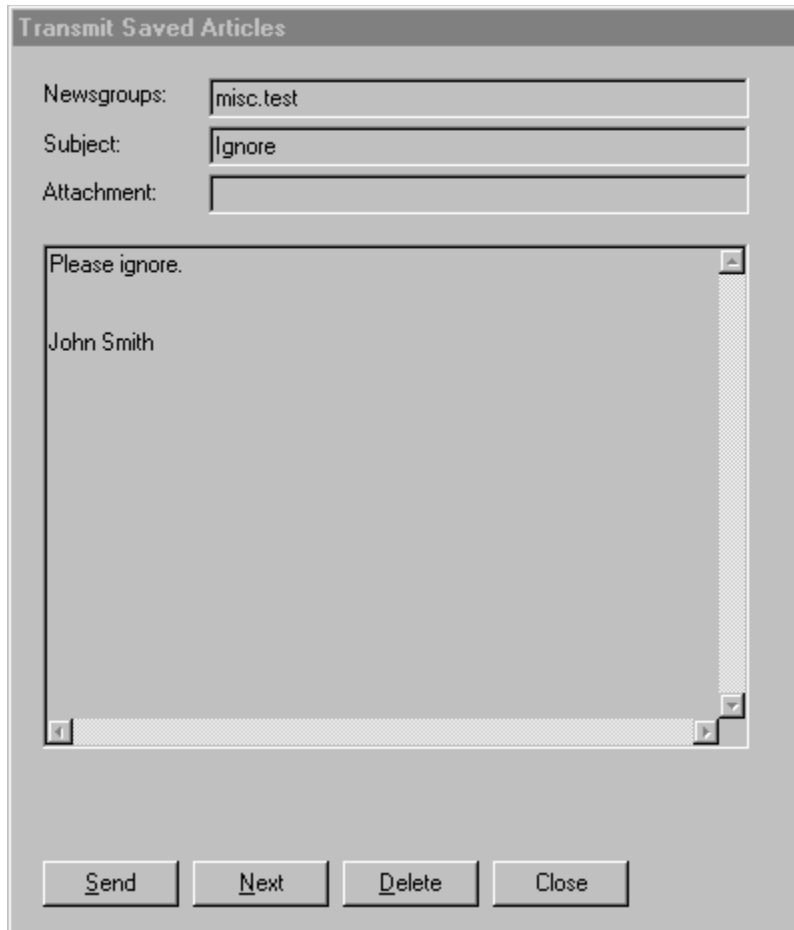 Transmit Saved Articles
Newsgroups: misc.test
Subject: Ignore
Attachment:
Please ignore.
John Smith
Send Next Delete Close